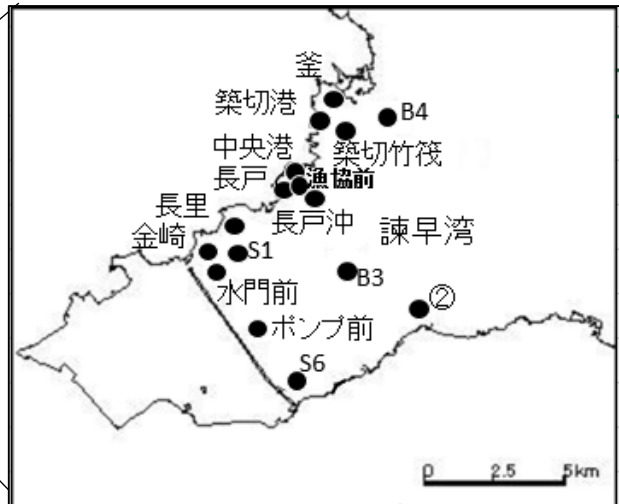 釜
築切港
B4
築切竹筏
中央港
漁協前
長戸
長里
長戸沖
諫早湾
金崎
S1
水門前
B3
②
ポンプ前
S6
0 2.5 5km